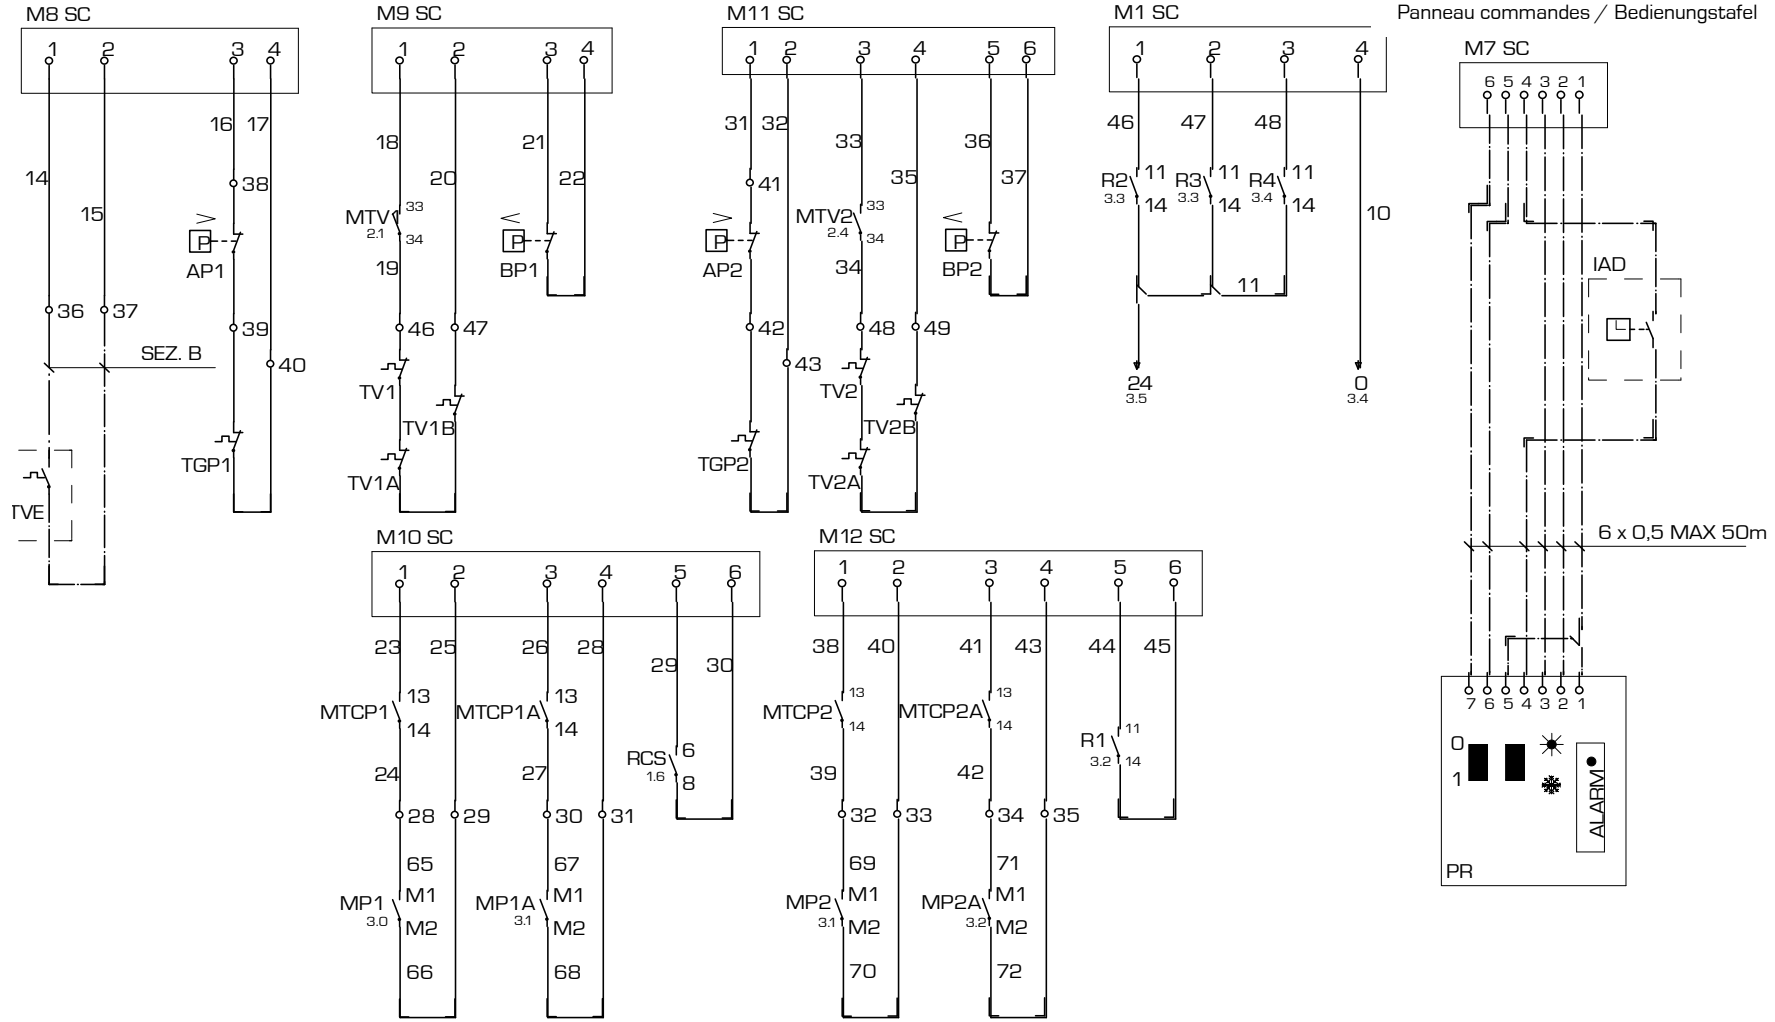 M8 SC
M9 SC
M11 SC
M1 SC
Panneau commandes / Bedienungstafel
M7 SC
1 2 3 4
1 2 3 4
1 2 3 4 5 6
1 2 3 4
6 5 4 3 2 1
14
15
16 17
38
>
P
AP1
36 37
39
SEZ. B
40
TGP1
TVE
18
20
21
22
MTV1
2.1
33
34
<
P
BP1
19
46 47
TV1
TV1B
TV1A
31 32
33
35
36
37
41
>
P
AP2
MTV2
2.4
33
34
<
P
BP2
34
42
43
48 49
TV2
TV2B
TGP2
TV2A
46 47 48
R2
3.3
11
14
R3
3.3
11
14
R4
3.4
11
14
10
11
24
3.5
0
3.4
IAD
6 x 0,5 MAX 50m
7 6 5 4 3 2 1
0
1
ALARM
PR
M10 SC
1 2 3 4 5 6
23 25 26 28
29 30
MTCP1
13
14
MTCP1A
13
14
RCS
1.6
6
8
24
27
28 29 30 31
65
67
MP1
3.0
M1
M2
MP1A
3.1
M1
M2
66
68
M12 SC
1 2 3 4 5 6
38 40 41 43 44 45
MTCP2
13
14
MTCP2A
13
14
R1
3.2
11
14
39
42
32 33 34 35
69
71
MP2
3.1
M1
M2
MP2A
3.2
M1
M2
70
72